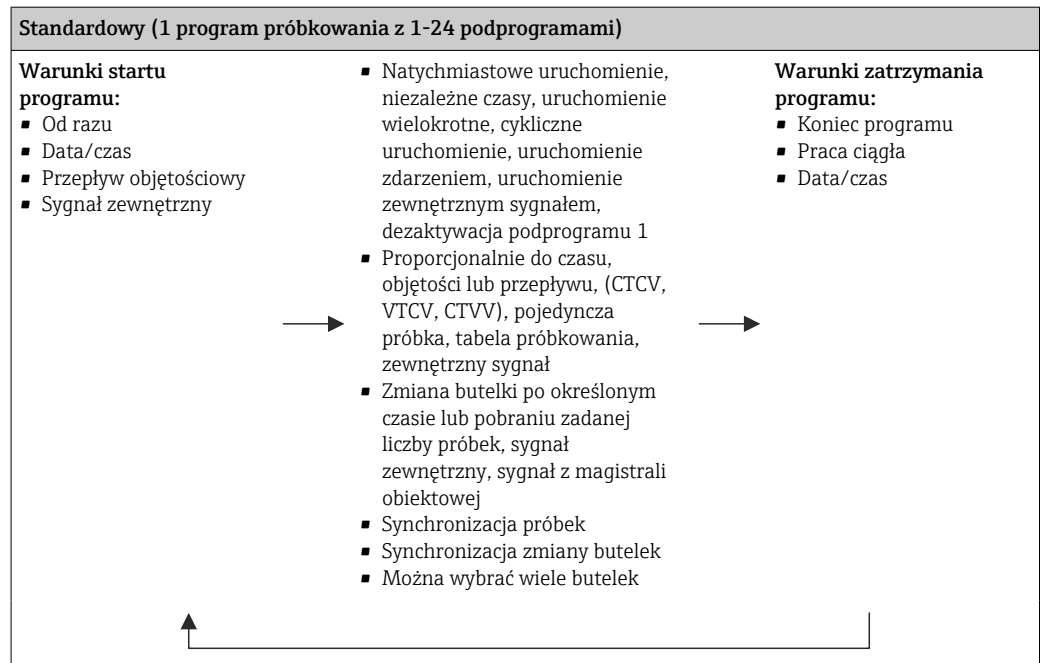 Standardowy (1 program próbkowania z 1-24 podprogramami)
Warunki startu
programu:
▪ Od razu
▪ Data/czas
▪ Przepływ objętościowy
▪ Sygnał zewnętrzny
▪ Natychmiastowe uruchomienie,
niezależne czasy, uruchomienie
wielokrotne, cykliczne
uruchomienie, uruchomienie
zdarzeniem, uruchomienie
zewnętrznym sygnałem,
dezaktywacja podprogramu 1
▪ Proporcjonalnie do czasu,
objętości lub przepływu, (CTCV,
VTCV, CTVV), pojedyncza
próbka, tabela próbkowania,
zewnętrzny sygnał
▪ Zmiana butelki po określonym
czasie lub pobraniu zadanej
liczby próbek, sygnał
zewnętrzny, sygnał z magistrali
obiektowej
▪ Synchronizacja próbek
▪ Synchronizacja zmiany butelek
▪ Można wybrać wiele butelek
Warunki zatrzymania
programu:
▪ Koniec programu
▪ Praca ciągła
▪ Data/czas